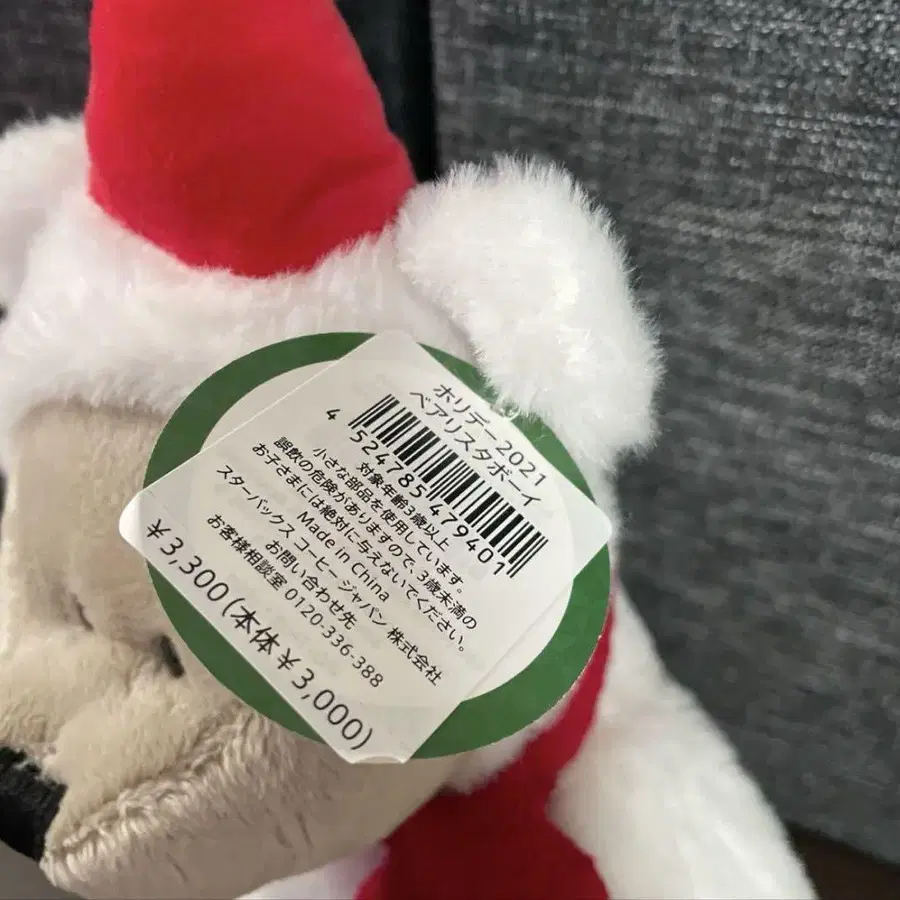 ホリデー2021
ベアリスタボーイ
4 524785 479401
対象年齢3歳以上
小さな部品を使用しています。
誤飲の危険がありますので、3歳未満の
お子さまには絶対に与えないでください。
Made in China
スターバックス コーヒー ジャパン 株式会社
お問い合わせ先
お客様相談室 0120-336-388
¥3,300(本体¥3,000)